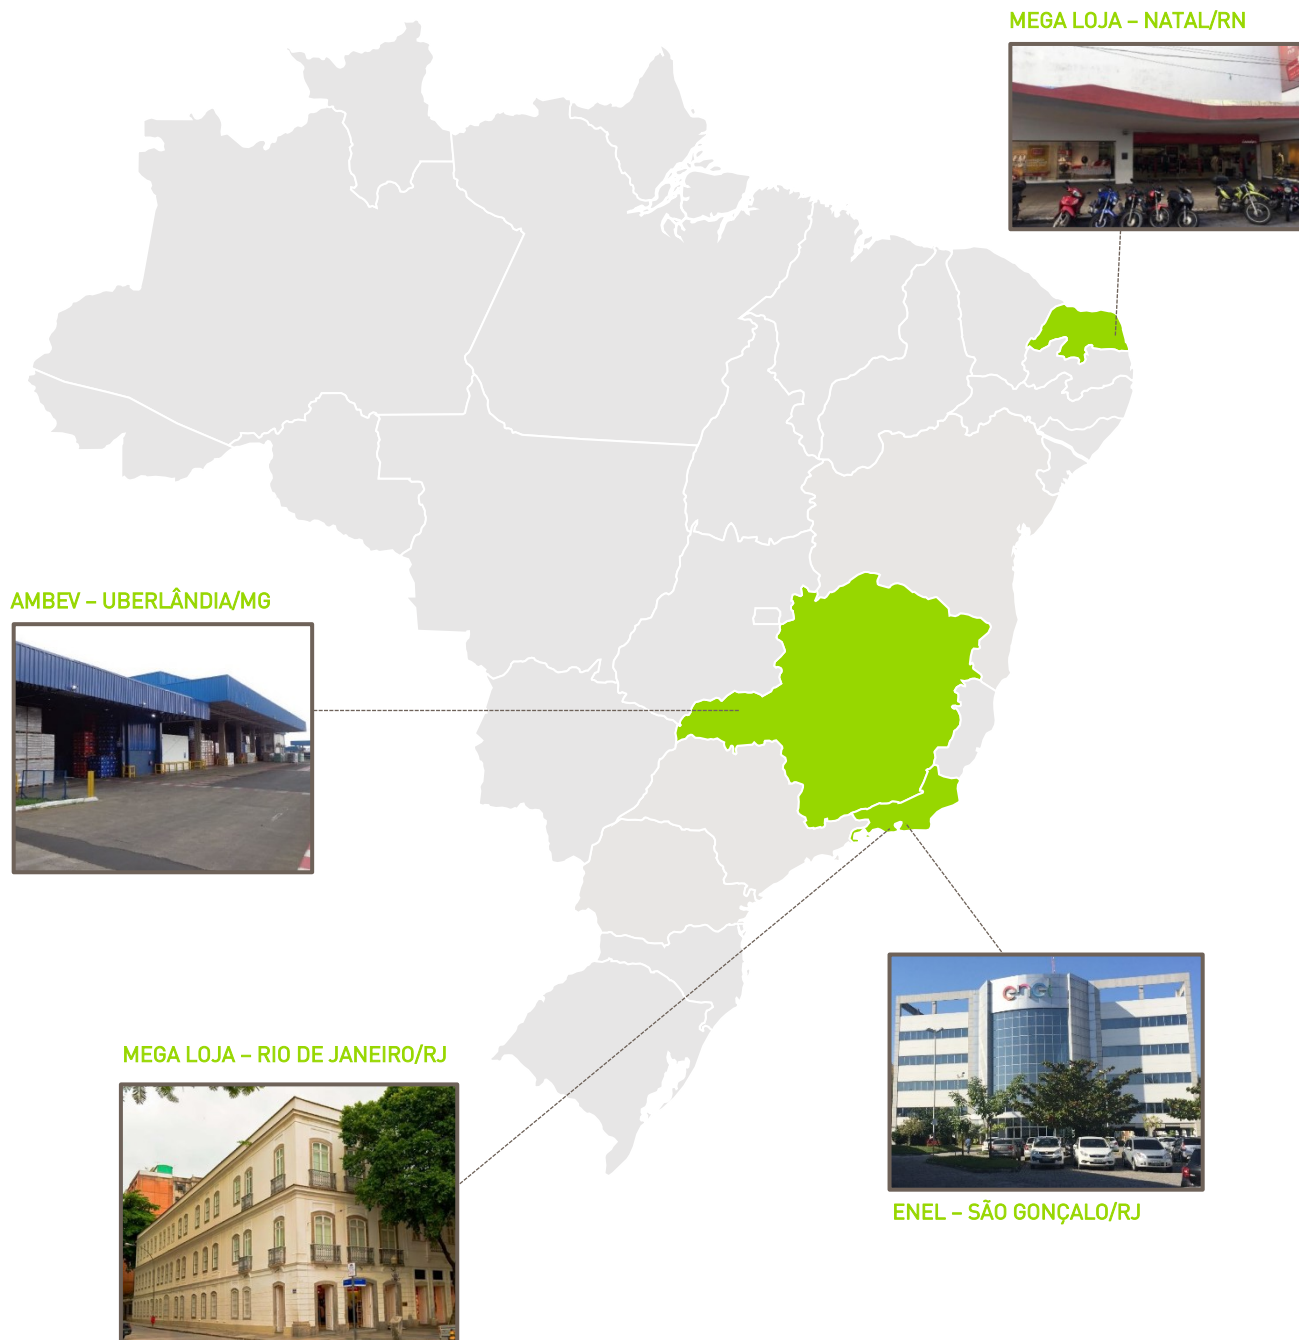 MEGA LOJA – NATAL/RN
AMBEV – UBERLÂNDIA/MG
MEGA LOJA – RIO DE JANEIRO/RJ
enel
ENEL – SÃO GONÇALO/RJ